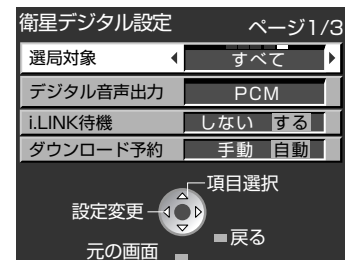 衛星デジタル設定 ページ1/3
選局対象 すべて
デジタル音声出力 PCM
i.LINK待機 しない する
ダウンロード予約 手動 自動
項目選択
設定変更
戻る
元の画面